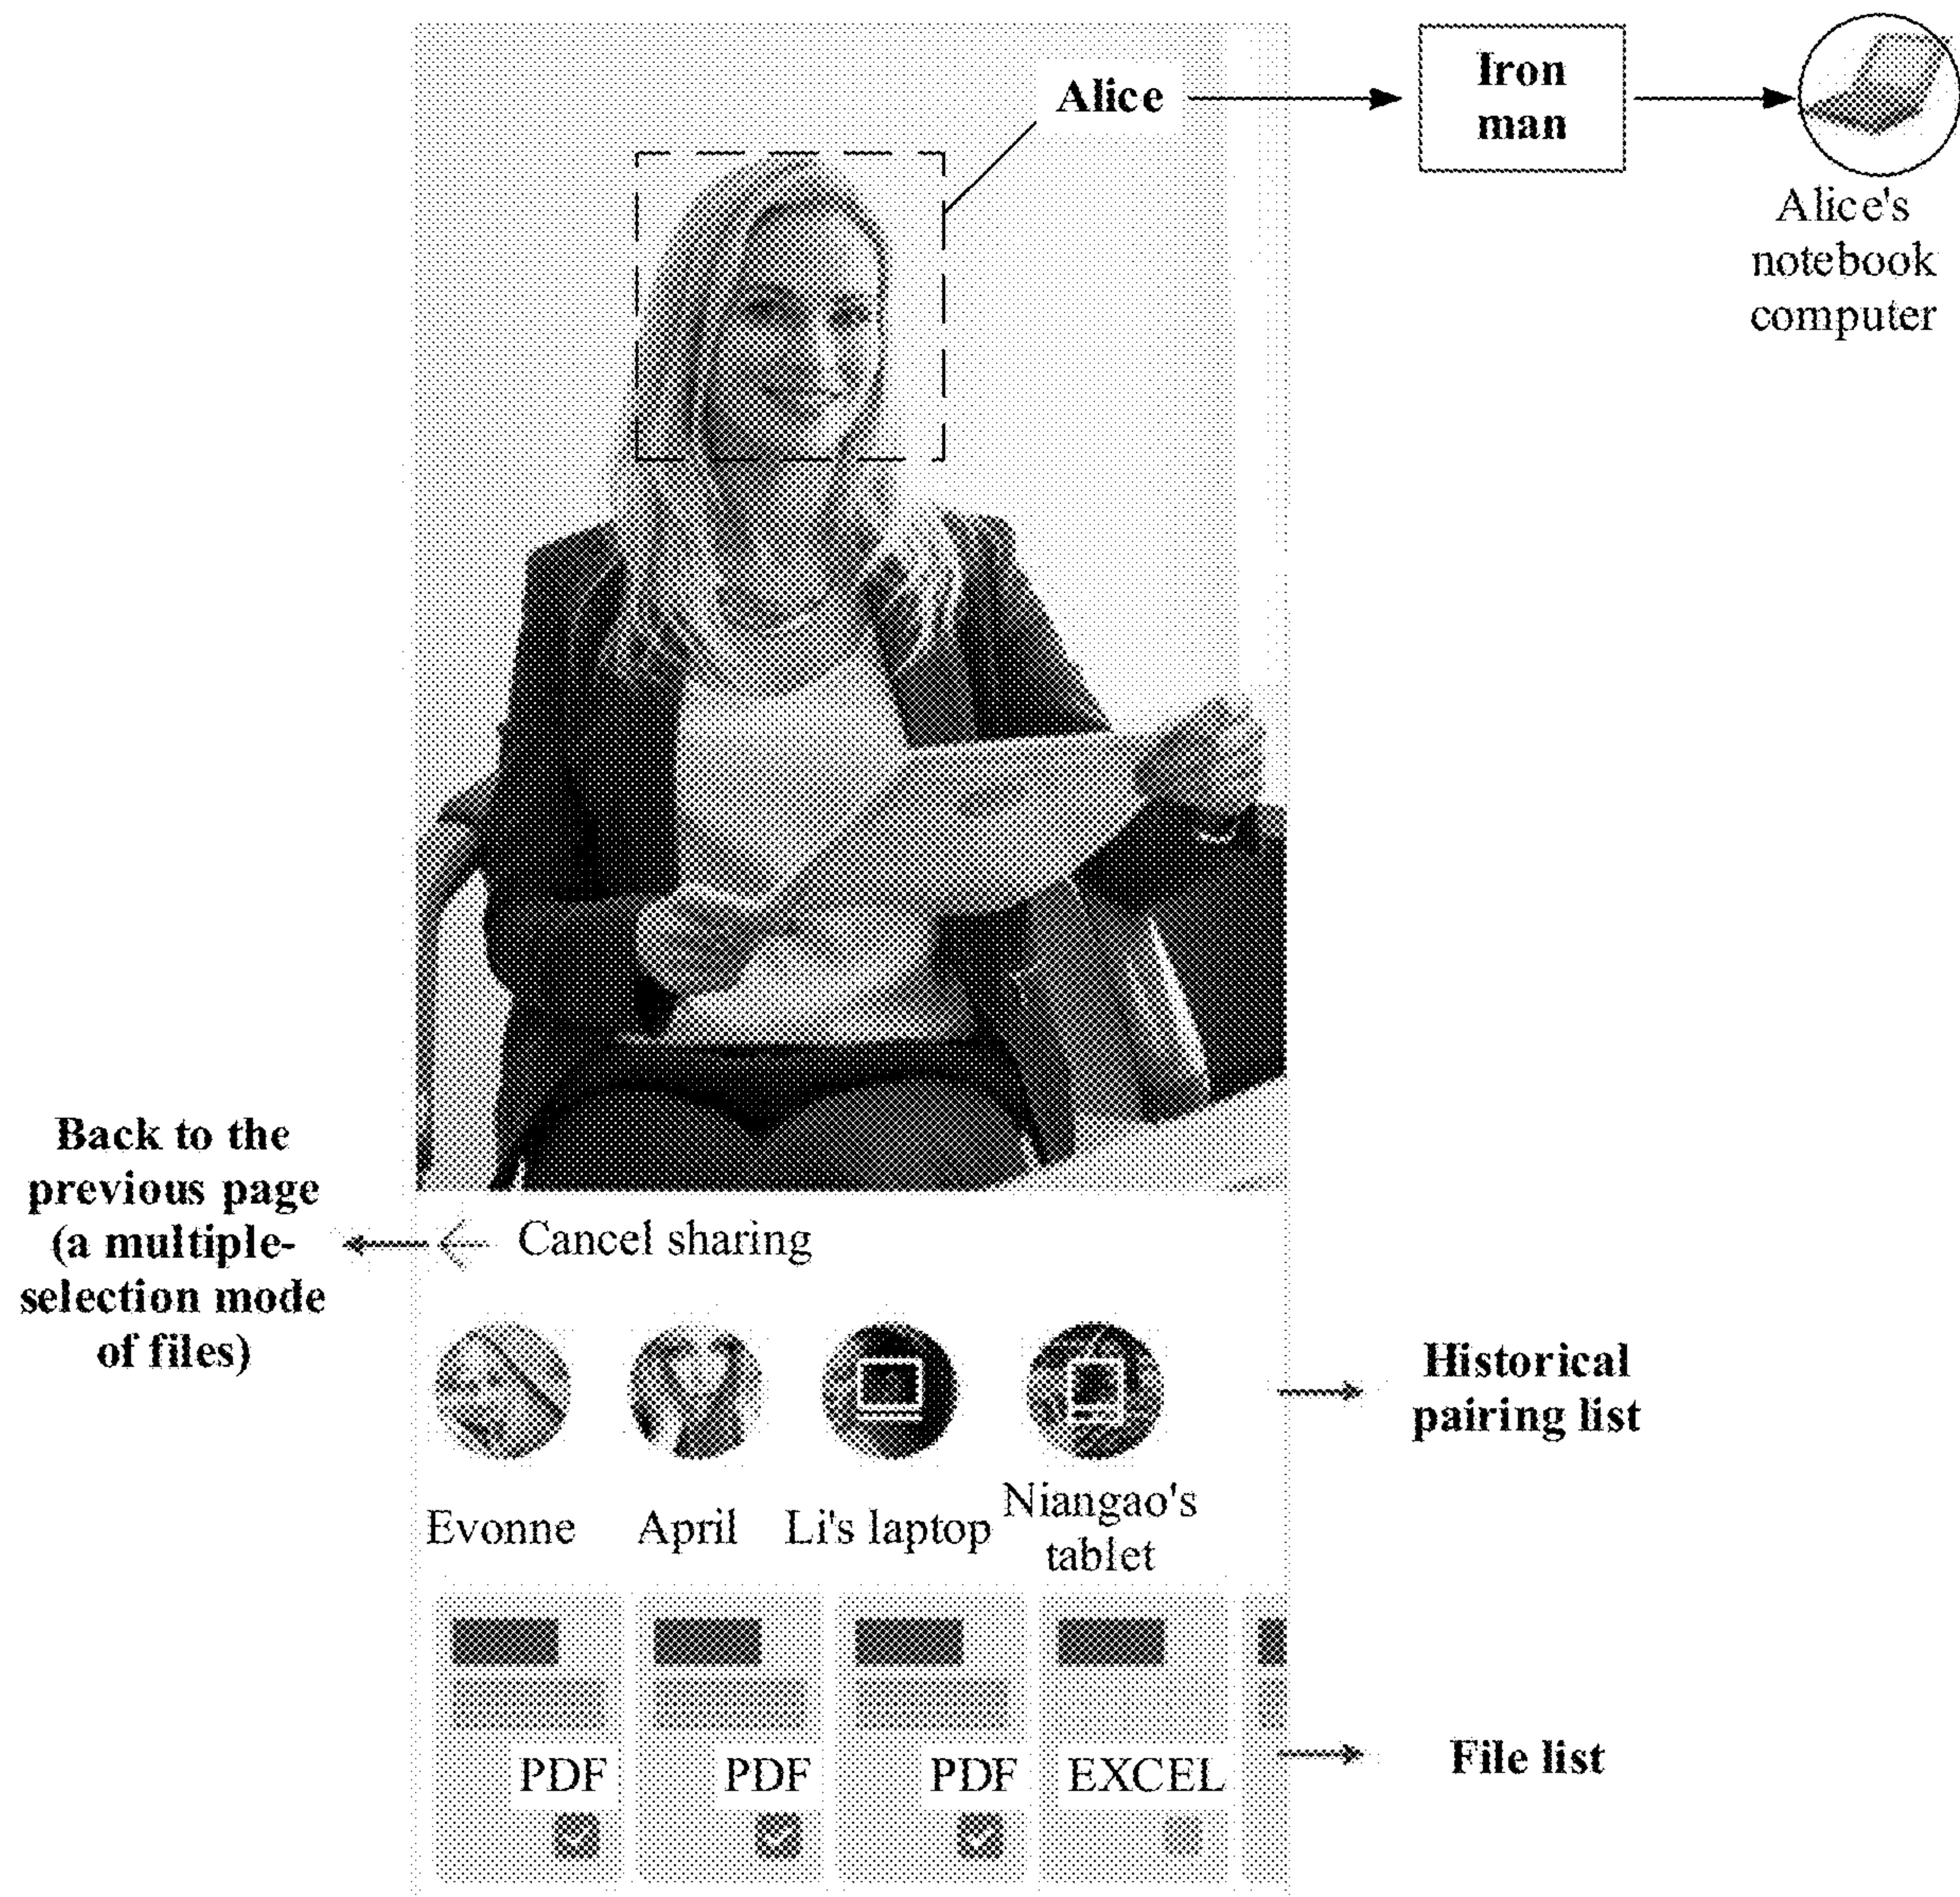 Alice
Iron
man
Alice's
notebook
computer
Back to the
previous page
(a multiple-
selection mode
of files)
Cancel sharing
Evonne
April
Li's laptop
Niangao's
tablet
Historical
pairing list
PDF
PDF
PDF
EXCEL
File list